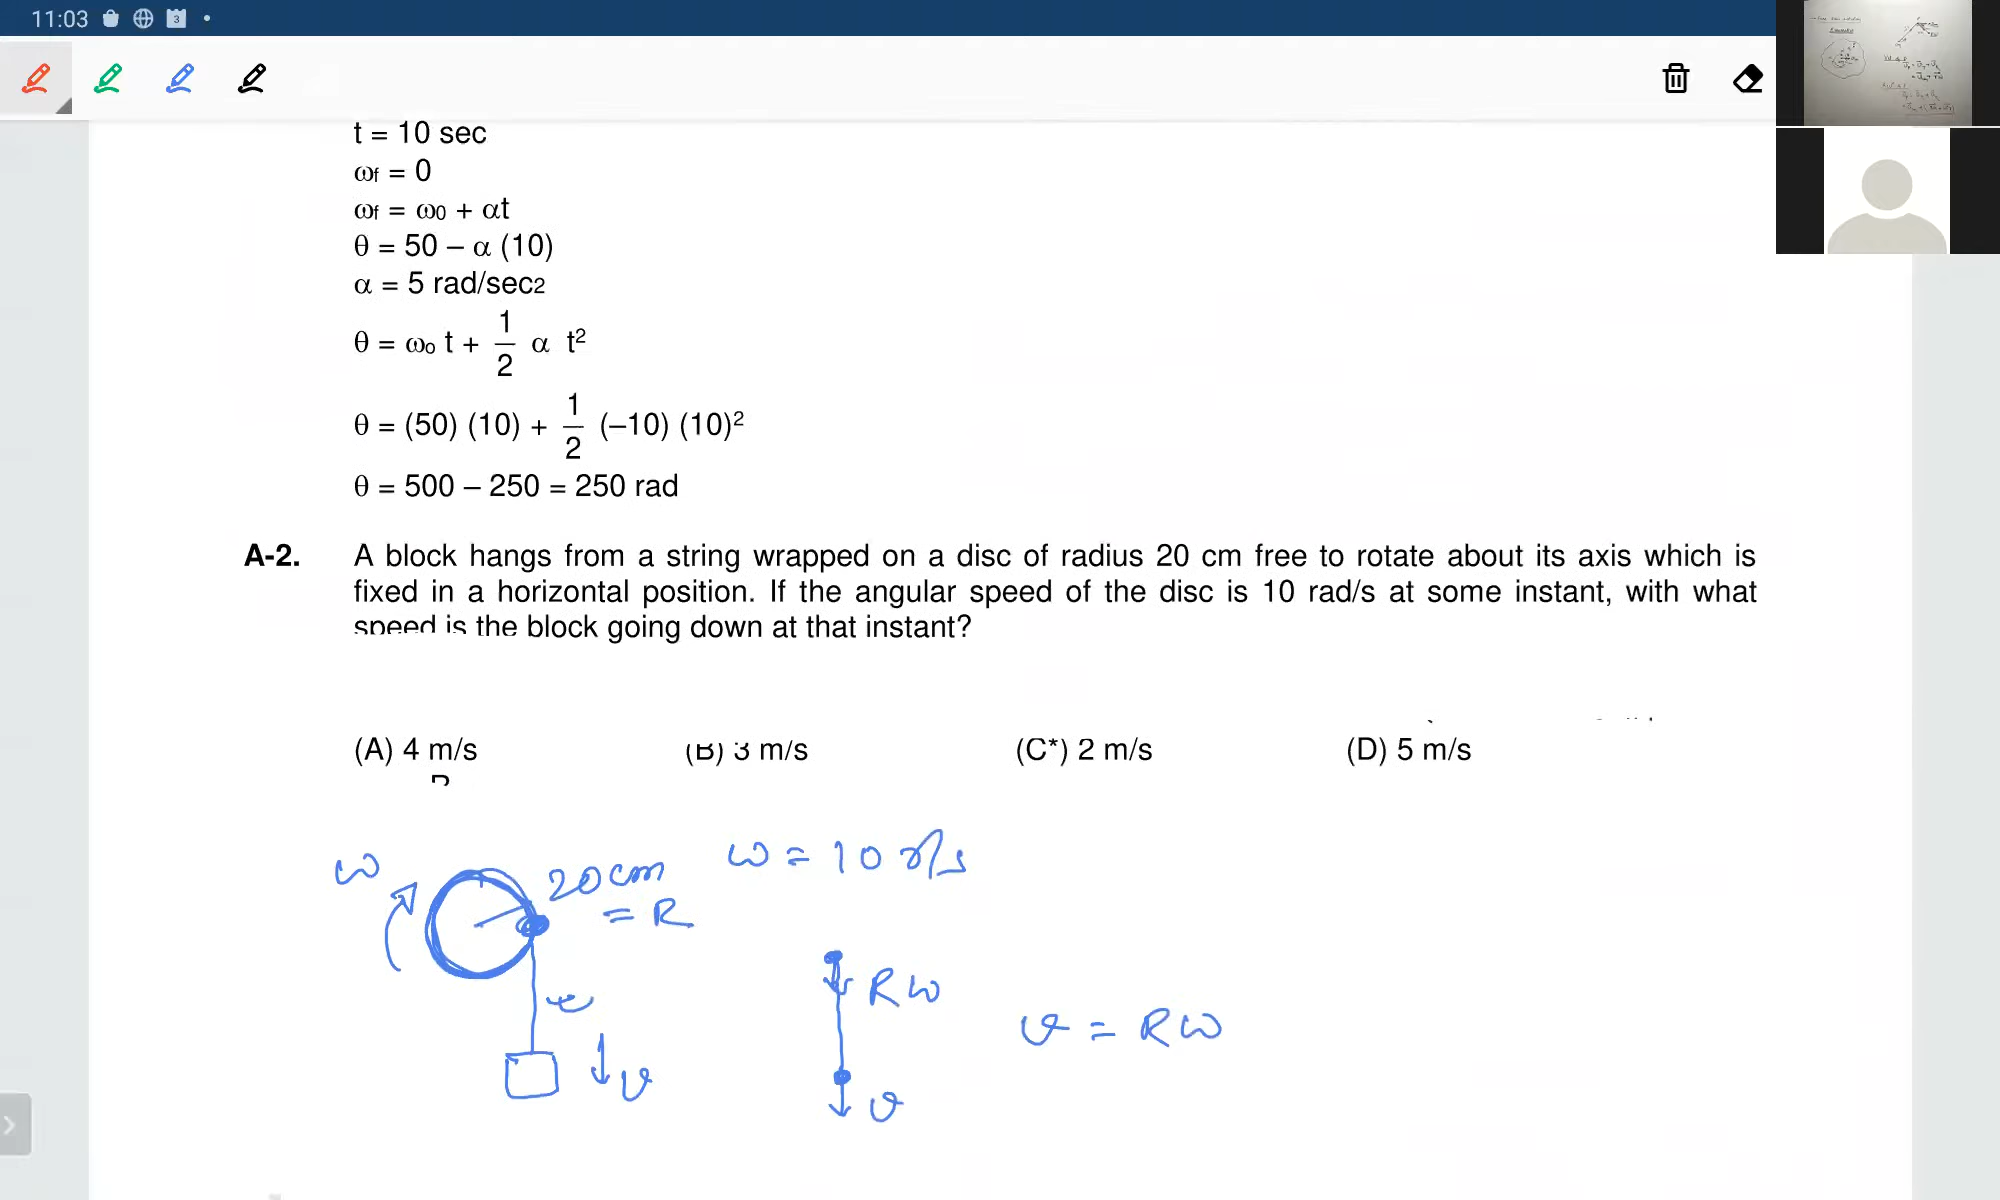 11:03
3
t = 10 sec
ωf = 0
ωf = ω0 + αt
θ = 50 – α (10)
α = 5 rad/sec2
θ = ωo t + 1/2 α t²
θ = (50) (10) + 1/2 (–10) (10)²
θ = 500 – 250 = 250 rad
A-2. A block hangs from a string wrapped on a disc of radius 20 cm free to rotate about its axis which is
fixed in a horizontal position. If the angular speed of the disc is 10 rad/s at some instant, with what
speed is the block going down at that instant?
(A) 4 m/s (B) 3 m/s (C*) 2 m/s (D) 5 m/s
ω
20 cm
= R
ω = 10 r/s
Rω
v = Rω
v
v